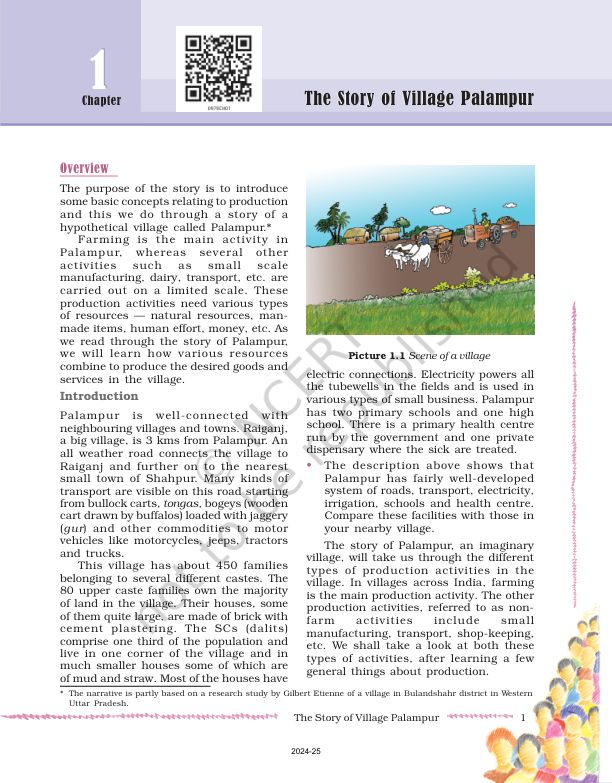 1
Chapter
0973CH01
The Story of Village Palampur
Overview
The purpose of the story is to introduce
some basic concepts relating to production
and this we do through a story of a
hypothetical village called Palampur.*
Farming is the main activity in
Palampur, whereas several other
activities such as small scale
manufacturing, dairy, transport, etc. are
carried out on a limited scale. These
production activities need various types
of resources — natural resources, man-
made items, human effort, money, etc. As
we read through the story of Palampur,
we will learn how various resources
combine to produce the desired goods and
services in the village.
Introduction
Palampur is well-connected with
neighbouring villages and towns. Raiganj,
a big village, is 3 kms from Palampur. An
all weather road connects the village to
Raiganj and further on to the nearest
small town of Shahpur. Many kinds of
transport are visible on this road starting
from bullock carts, tongas, bogeys (wooden
cart drawn by buffalos) loaded with jaggery
(gur) and other commodities to motor
vehicles like motorcycles, jeeps, tractors
and trucks.
This village has about 450 families
belonging to several different castes. The
80 upper caste families own the majority
of land in the village. Their houses, some
of them quite large, are made of brick with
cement plastering. The SCs (dalits)
comprise one third of the population and
live in one corner of the village and in
much smaller houses some of which are
of mud and straw. Most of the houses have
Picture 1.1 Scene of a village
electric connections. Electricity powers all
the tubewells in the fields and is used in
various types of small business. Palampur
has two primary schools and one high
school. There is a primary health centre
run by the government and one private
dispensary where the sick are treated.
• The description above shows that
Palampur has fairly well-developed
system of roads, transport, electricity,
irrigation, schools and health centre.
Compare these facilities with those in
your nearby village.
The story of Palampur, an imaginary
village, will take us through the different
types of production activities in the
village. In villages across India, farming
is the main production activity. The other
production activities, referred to as non-
farm activities include small
manufacturing, transport, shop-keeping,
etc. We shall take a look at both these
types of activities, after learning a few
general things about production.
* The narrative is partly based on a research study by Gilbert Etienne of a village in Bulandshahr district in Western
Uttar Pradesh.
The Story of Village Palampur 1
2024-25
© NCERT
not to be republished